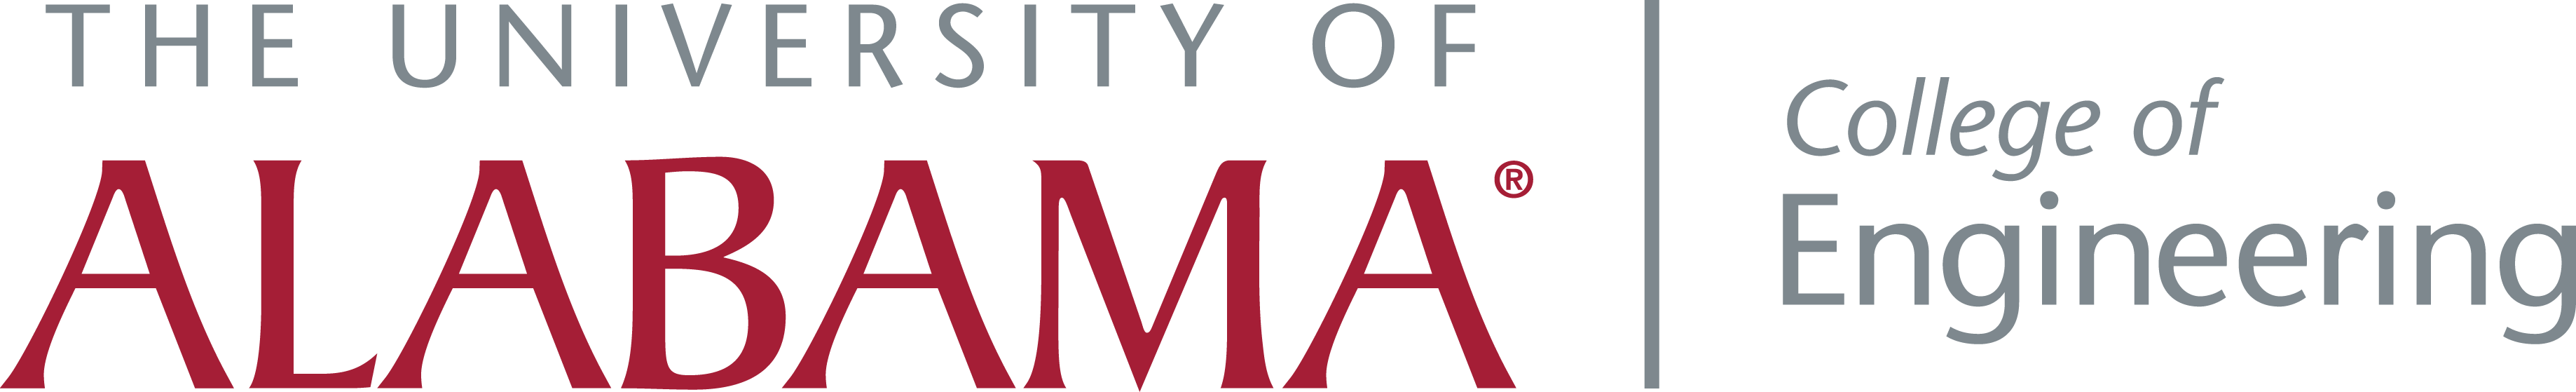 THE UNIVERSITY OF
ALABAMA®
College of
Engineering